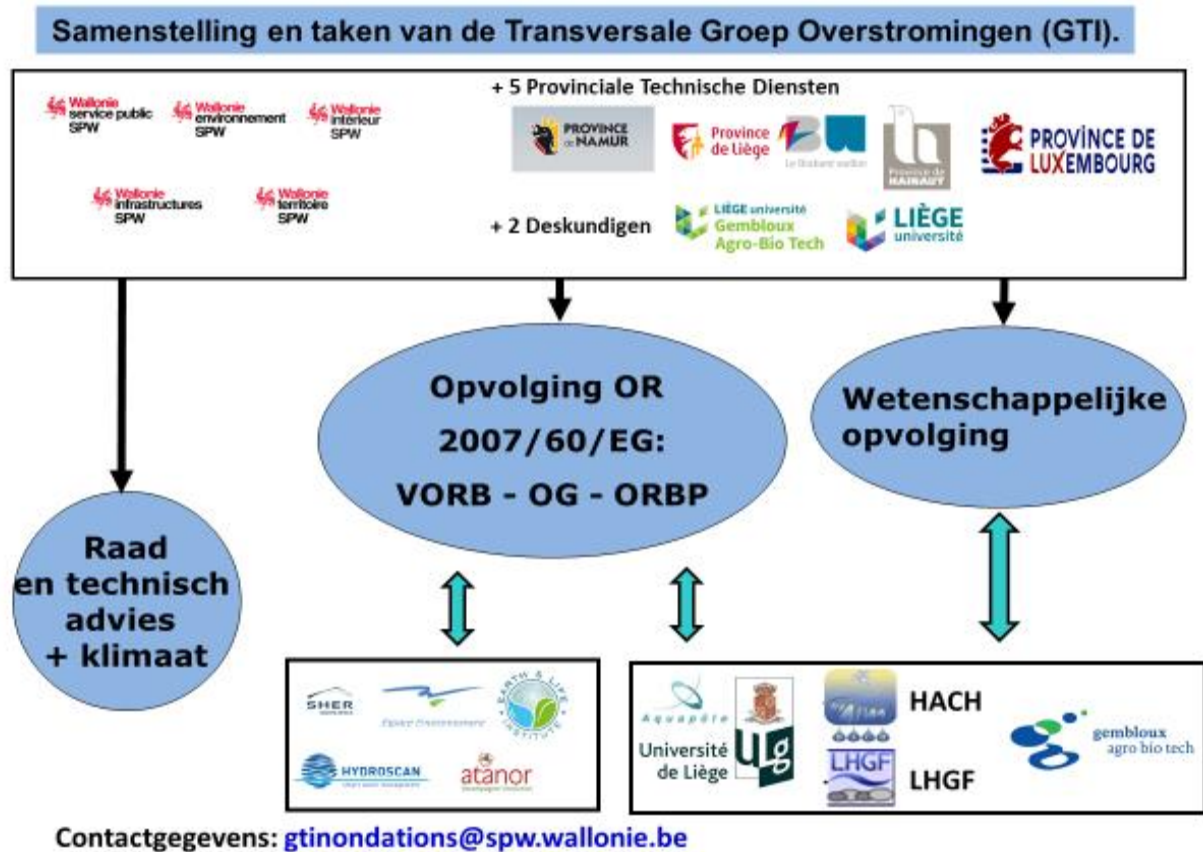 Samenstelling en taken van de Transversale Groep Overstromingen (GTI).
Wallonie
service public
SPW
Wallonie
environnement
SPW
Wallonie
intérieur
SPW
Wallonie
infrastructures
SPW
Wallonie
territoire
SPW
+ 5 Provinciale Technische Diensten
PROVINCE
DE NAMUR
Province
de Liège
Le Brabant wallon
Province de
HAINAUT
PROVINCE DE
LUXEMBOURG
+ 2 Deskundigen
LIÈGE université
Gembloux
Agro-Bio Tech
LIÈGE
université
Raad
en technisch
advies
+ klimaat
Opvolging OR
2007/60/EG:
VORB - OG - ORBP
Wetenschappelijke
opvolging
SHER
Espace Environnement
EARTH & LIFE
INSTITUTE
HYDROSCAN
atanor
Aquapôle
Université
de Liège
ULg
HACH
LHGF
LHGF
gembloux
agro bio tech
Contactgegevens: gtinondations@spw.wallonie.be